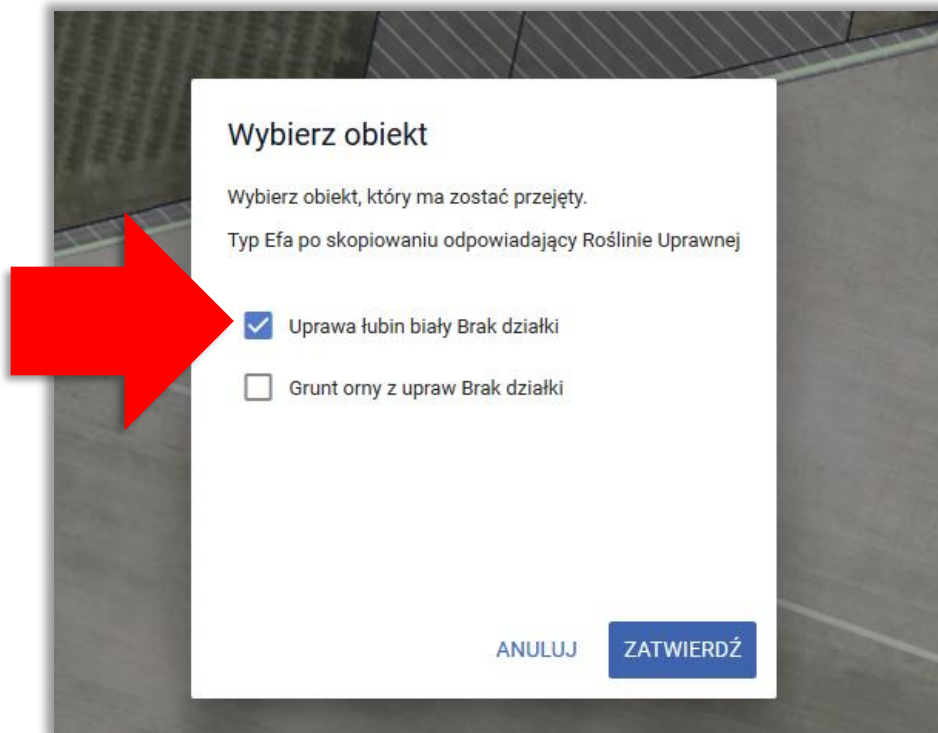 Wybierz obiekt
Wybierz obiekt, który ma zostać przejęty.
Typ Efa po skopiowaniu odpowiadający Roślinie Uprawnej
Uprawa łubin biały Brak działki
Grunt orny z upraw Brak działki
ANULUJ
ZATWIERDŹ